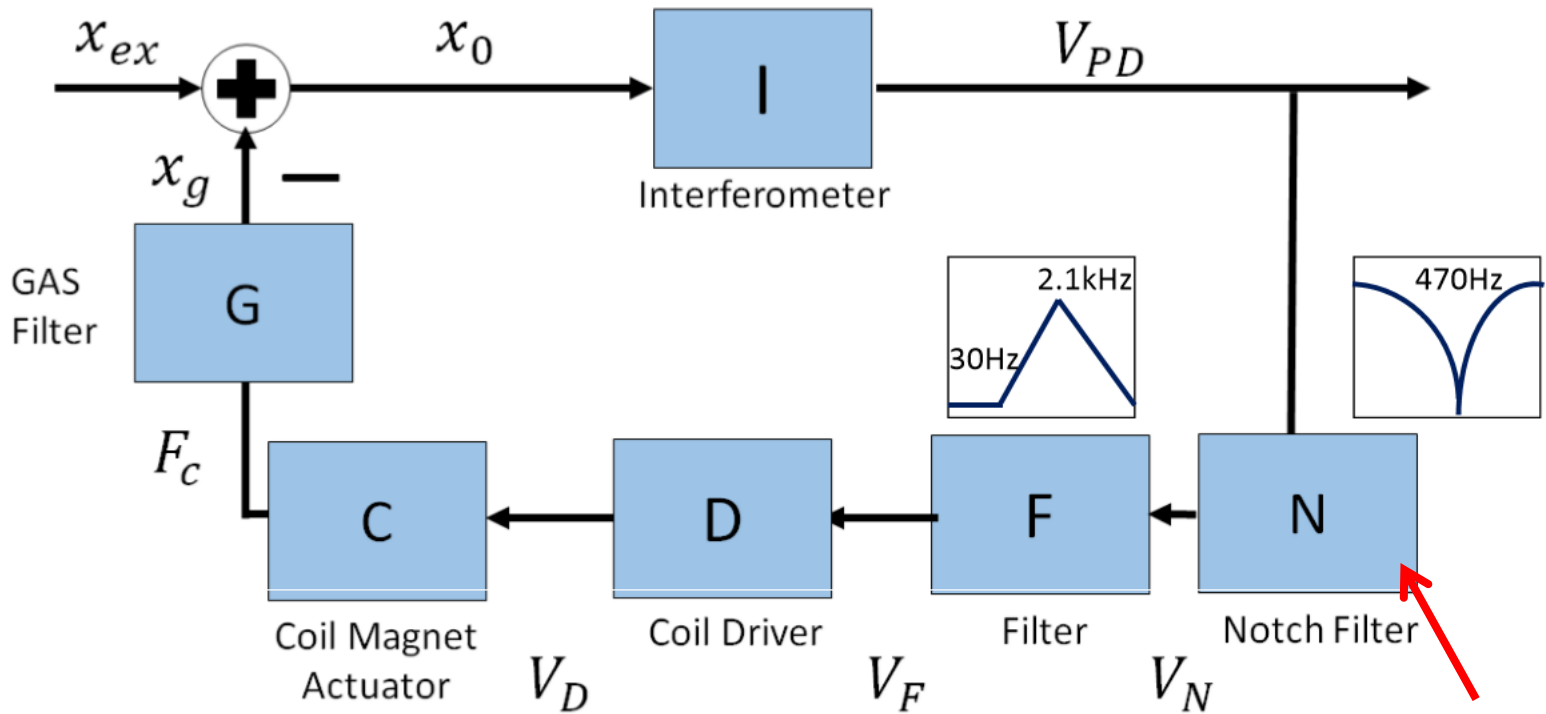 x_ex
x_0
V_PD
I
Interferometer
x_g
−
GAS
Filter
G
2.1kHz
30Hz
470Hz
F_c
C
D
F
N
Coil Magnet
Actuator
Coil Driver
Filter
Notch Filter
V_D
V_F
V_N